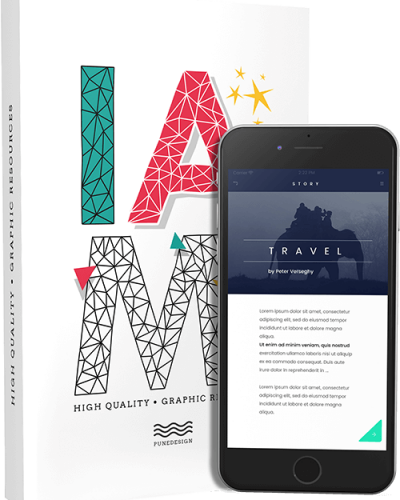 HIGH QUALITY • GRAPHIC RESOURCES
IA
M
HIGH QUALITY • GRAPHIC RE
PUNEDESIGN
STORY
TRAVEL
by Peter
Lorem ipsum dolor sit amet, consectetur
adipiscing elit, sed do eiusmod tempor
incididunt ut labore et dolore magna
aliqua.
Ut enim ad minim veniam, quis nostrud
exercitation ullamco laboris nisi ut aliquip
ex ea commodo consequat. Duis aute
irure dolor in reprehenderit in ...
Lorem ipsum dolor sit amet, consectetur
adipiscing elit, sed do eiusmod tempor
incididunt ut labore et dolore magna
aliqua.